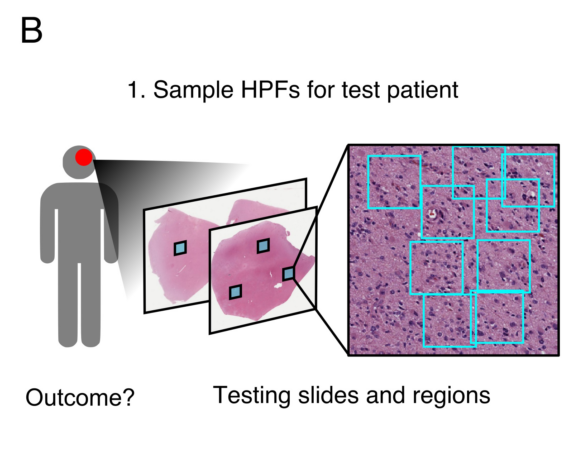 B
1. Sample HPFs for test patient
Outcome?
Testing slides and regions